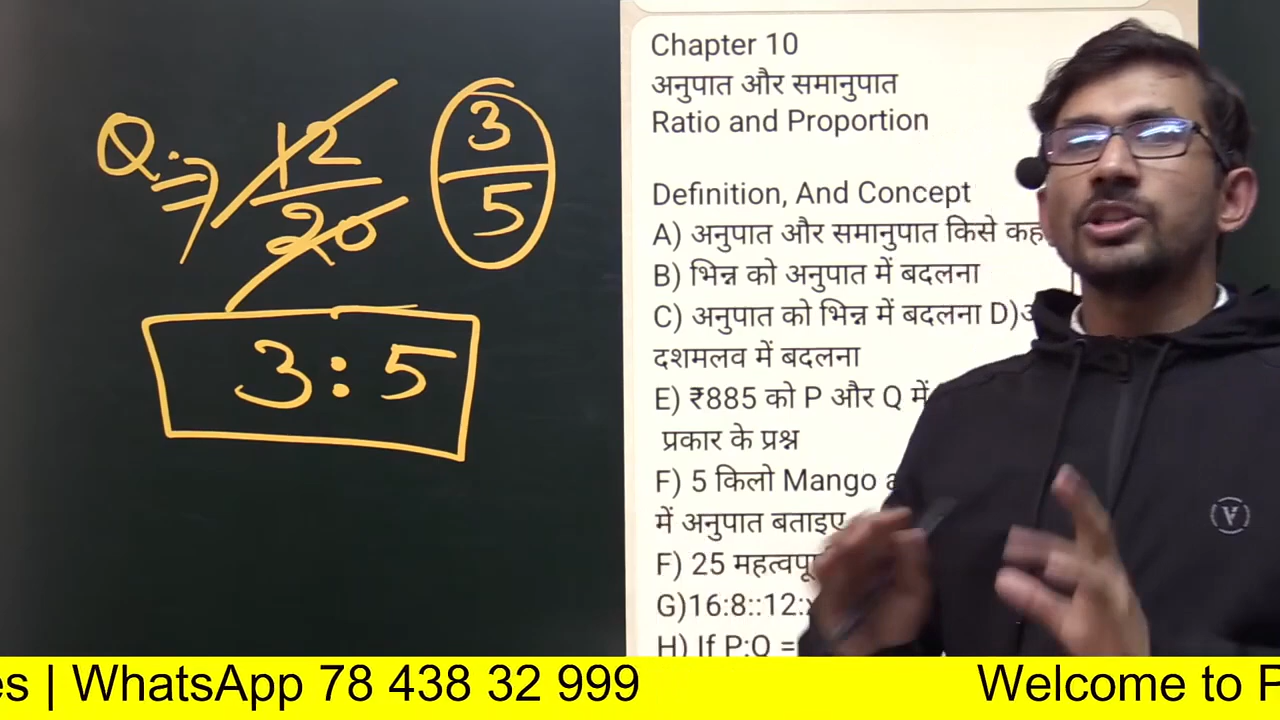 Q:⇒ 12/20 3/5
3:5
Chapter 10
अनुपात और समानुपात
Ratio and Proportion
Definition, And Concept
A) अनुपात और समानुपात किसे
B) भिन्न को अनुपात में बदलना
C) अनुपात को भिन्न में बदलना D)
दशमलव में बदलना
E) ₹885 को P और Q में
प्रकार के प्रश्न
F) 5 किलो Mango
में अनुपात बताइए
F) 25
G)16:8::12:
H) If P:Q =
| WhatsApp 78 438 32 999 Welcome to